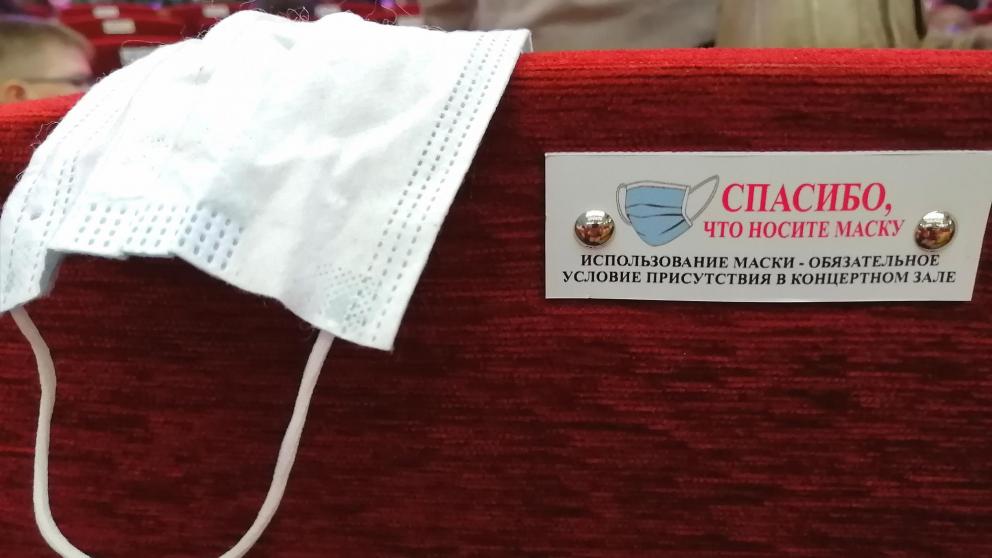 СПАСИБО,
ЧТО НОСИТЕ МАСКУ
ИСПОЛЬЗОВАНИЕ МАСКИ - ОБЯЗАТЕЛЬНОЕ
УСЛОВИЕ ПРИСУТСТВИЯ В КОНЦЕРТНОМ ЗАЛЕ